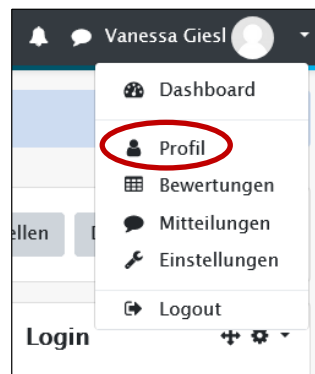 Vanessa Giesl
Dashboard
Profil
Bewertungen
Mitteilungen
ellen
Einstellungen
Logout
Login